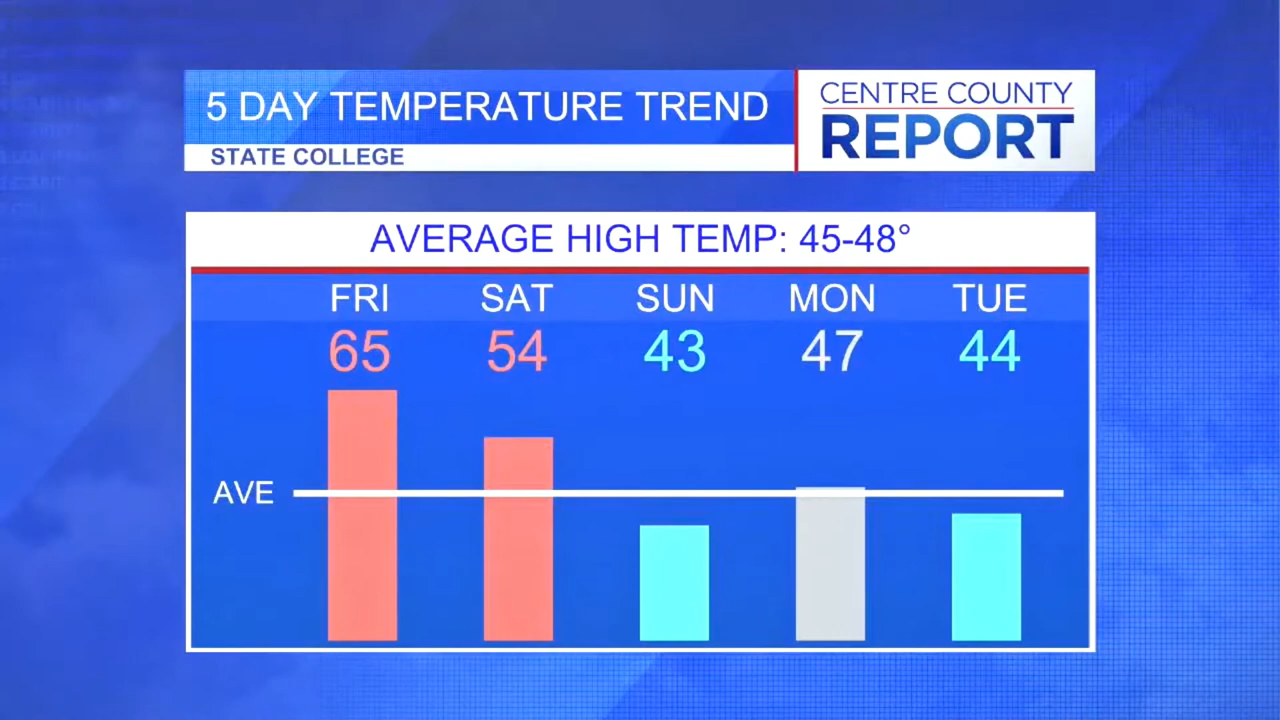 5 DAY TEMPERATURE TREND
STATE COLLEGE
CENTRE COUNTY
REPORT
AVERAGE HIGH TEMP: 45-48°
FRI SAT SUN MON TUE
65 54 43 47 44
AVE